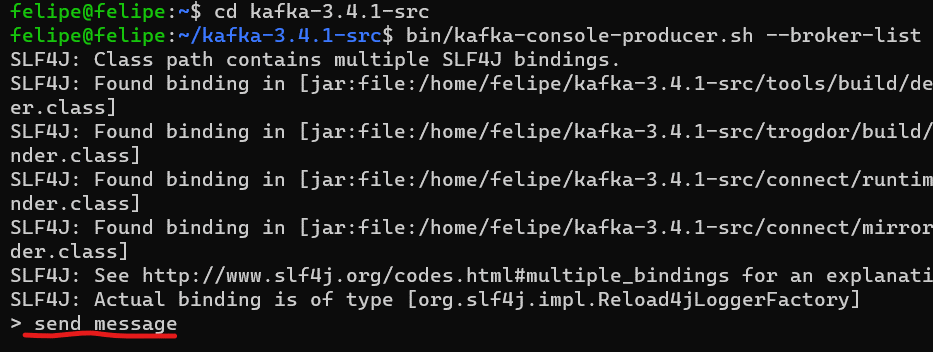 felipe@felipe:~$ cd kafka-3.4.1-src
felipe@felipe:~/kafka-3.4.1-src$ bin/kafka-console-producer.sh --broker-list
SLF4J: Class path contains multiple SLF4J bindings.
SLF4J: Found binding in [jar:file:/home/felipe/kafka-3.4.1-src/tools/build/de
er.class]
SLF4J: Found binding in [jar:file:/home/felipe/kafka-3.4.1-src/trogdor/build/
nder.class]
SLF4J: Found binding in [jar:file:/home/felipe/kafka-3.4.1-src/connect/runtim
nder.class]
SLF4J: Found binding in [jar:file:/home/felipe/kafka-3.4.1-src/connect/mirror
der.class]
SLF4J: See http://www.slf4j.org/codes.html#multiple_bindings for an explanati
SLF4J: Actual binding is of type [org.slf4j.impl.Reload4jLoggerFactory]
> send message